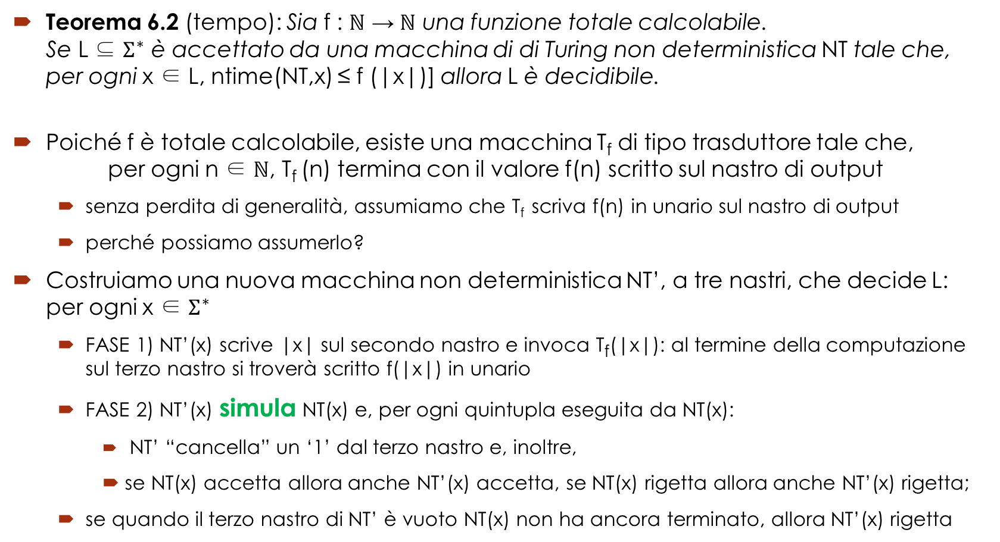 Teorema 6.2 (tempo): Sia f : ℕ → ℕ una funzione totale calcolabile.
Se L ⊆ Σ* è accettato da una macchina di di Turing non deterministica NT tale che,
per ogni x ∈ L, ntime(NT,x) ≤ f (|x|)] allora L è decidibile.
Poiché f è totale calcolabile, esiste una macchina T_f di tipo trasduttore tale che,
per ogni n ∈ ℕ, T_f (n) termina con il valore f(n) scritto sul nastro di output
senza perdita di generalità, assumiamo che T_f scriva f(n) in unario sul nastro di output
perché possiamo assumerlo?
Costruiamo una nuova macchina non deterministica NT’, a tre nastri, che decide L:
per ogni x ∈ Σ*
FASE 1) NT’(x) scrive |x| sul secondo nastro e invoca T_f(|x|): al termine della computazione
sul terzo nastro si troverà scritto f(|x|) in unario
FASE 2) NT’(x) simula NT(x) e, per ogni quintupla eseguita da NT(x):
NT’ “cancella” un ‘1’ dal terzo nastro e, inoltre,
se NT(x) accetta allora anche NT’(x) accetta, se NT(x) rigetta allora anche NT’(x) rigetta;
se quando il terzo nastro di NT’ è vuoto NT(x) non ha ancora terminato, allora NT’(x) rigetta